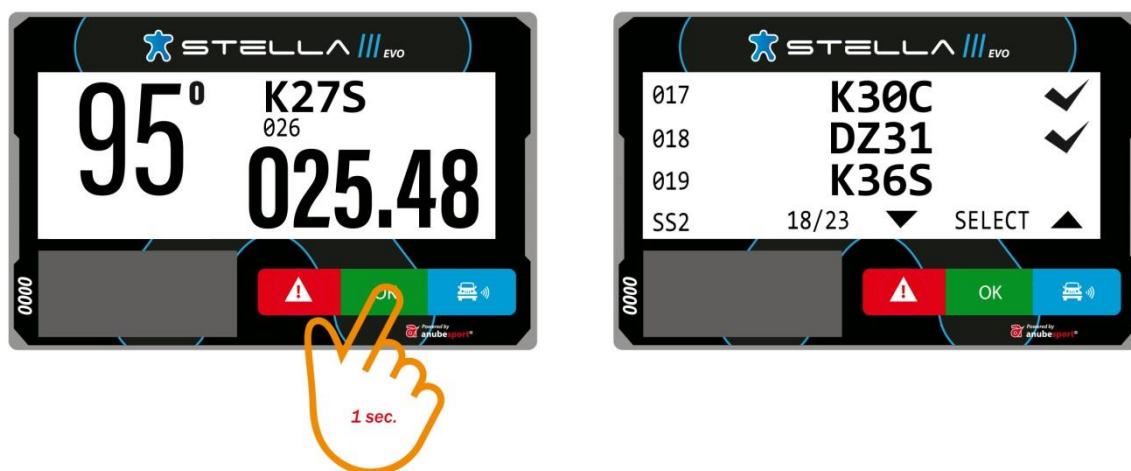 STELLA III EVO
95°
K27S
026
025.48
0000
OK
Powered by
anubesport®
1 sec.
STELLA III EVO
017 K30C
018 DZ31
019 K36S
SS2 18/23 SELECT
0000
OK
Powered by
anubesport®